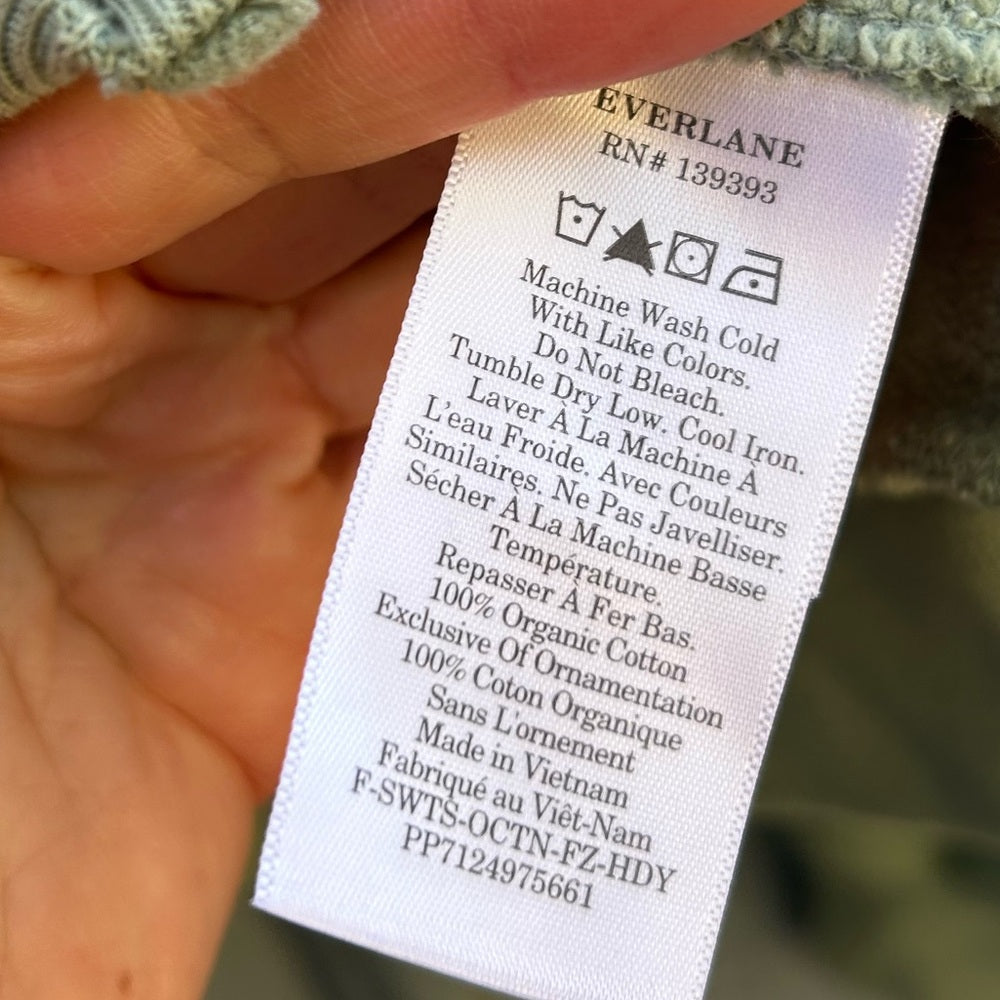 EVERLANE
RN# 139393
Machine Wash Cold
With Like Colors.
Do Not Bleach.
Tumble Dry Low. Cool Iron.
Laver À La Machine À
L'eau Froide. Avec Couleurs
Similaires. Ne Pas Javelliser.
Sécher À La Machine Basse
Température.
Repasser À Fer Bas.
100% Organic Cotton
Exclusive Of Ornamentation
100% Coton Organique
Sans L'ornement
Made in Vietnam
Fabriqué au Viêt-Nam
F-SWTS-OCTN-FZ-HDY
PP7124975661